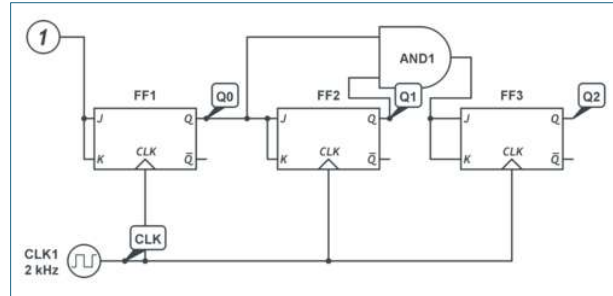 1
AND1
FF1
Q0
FF2
Q1
FF3
Q2
J Q
J Q
J Q
CLK
CLK
CLK
K Q̅
K Q̅
K Q̅
CLK
CLK1
2 kHz